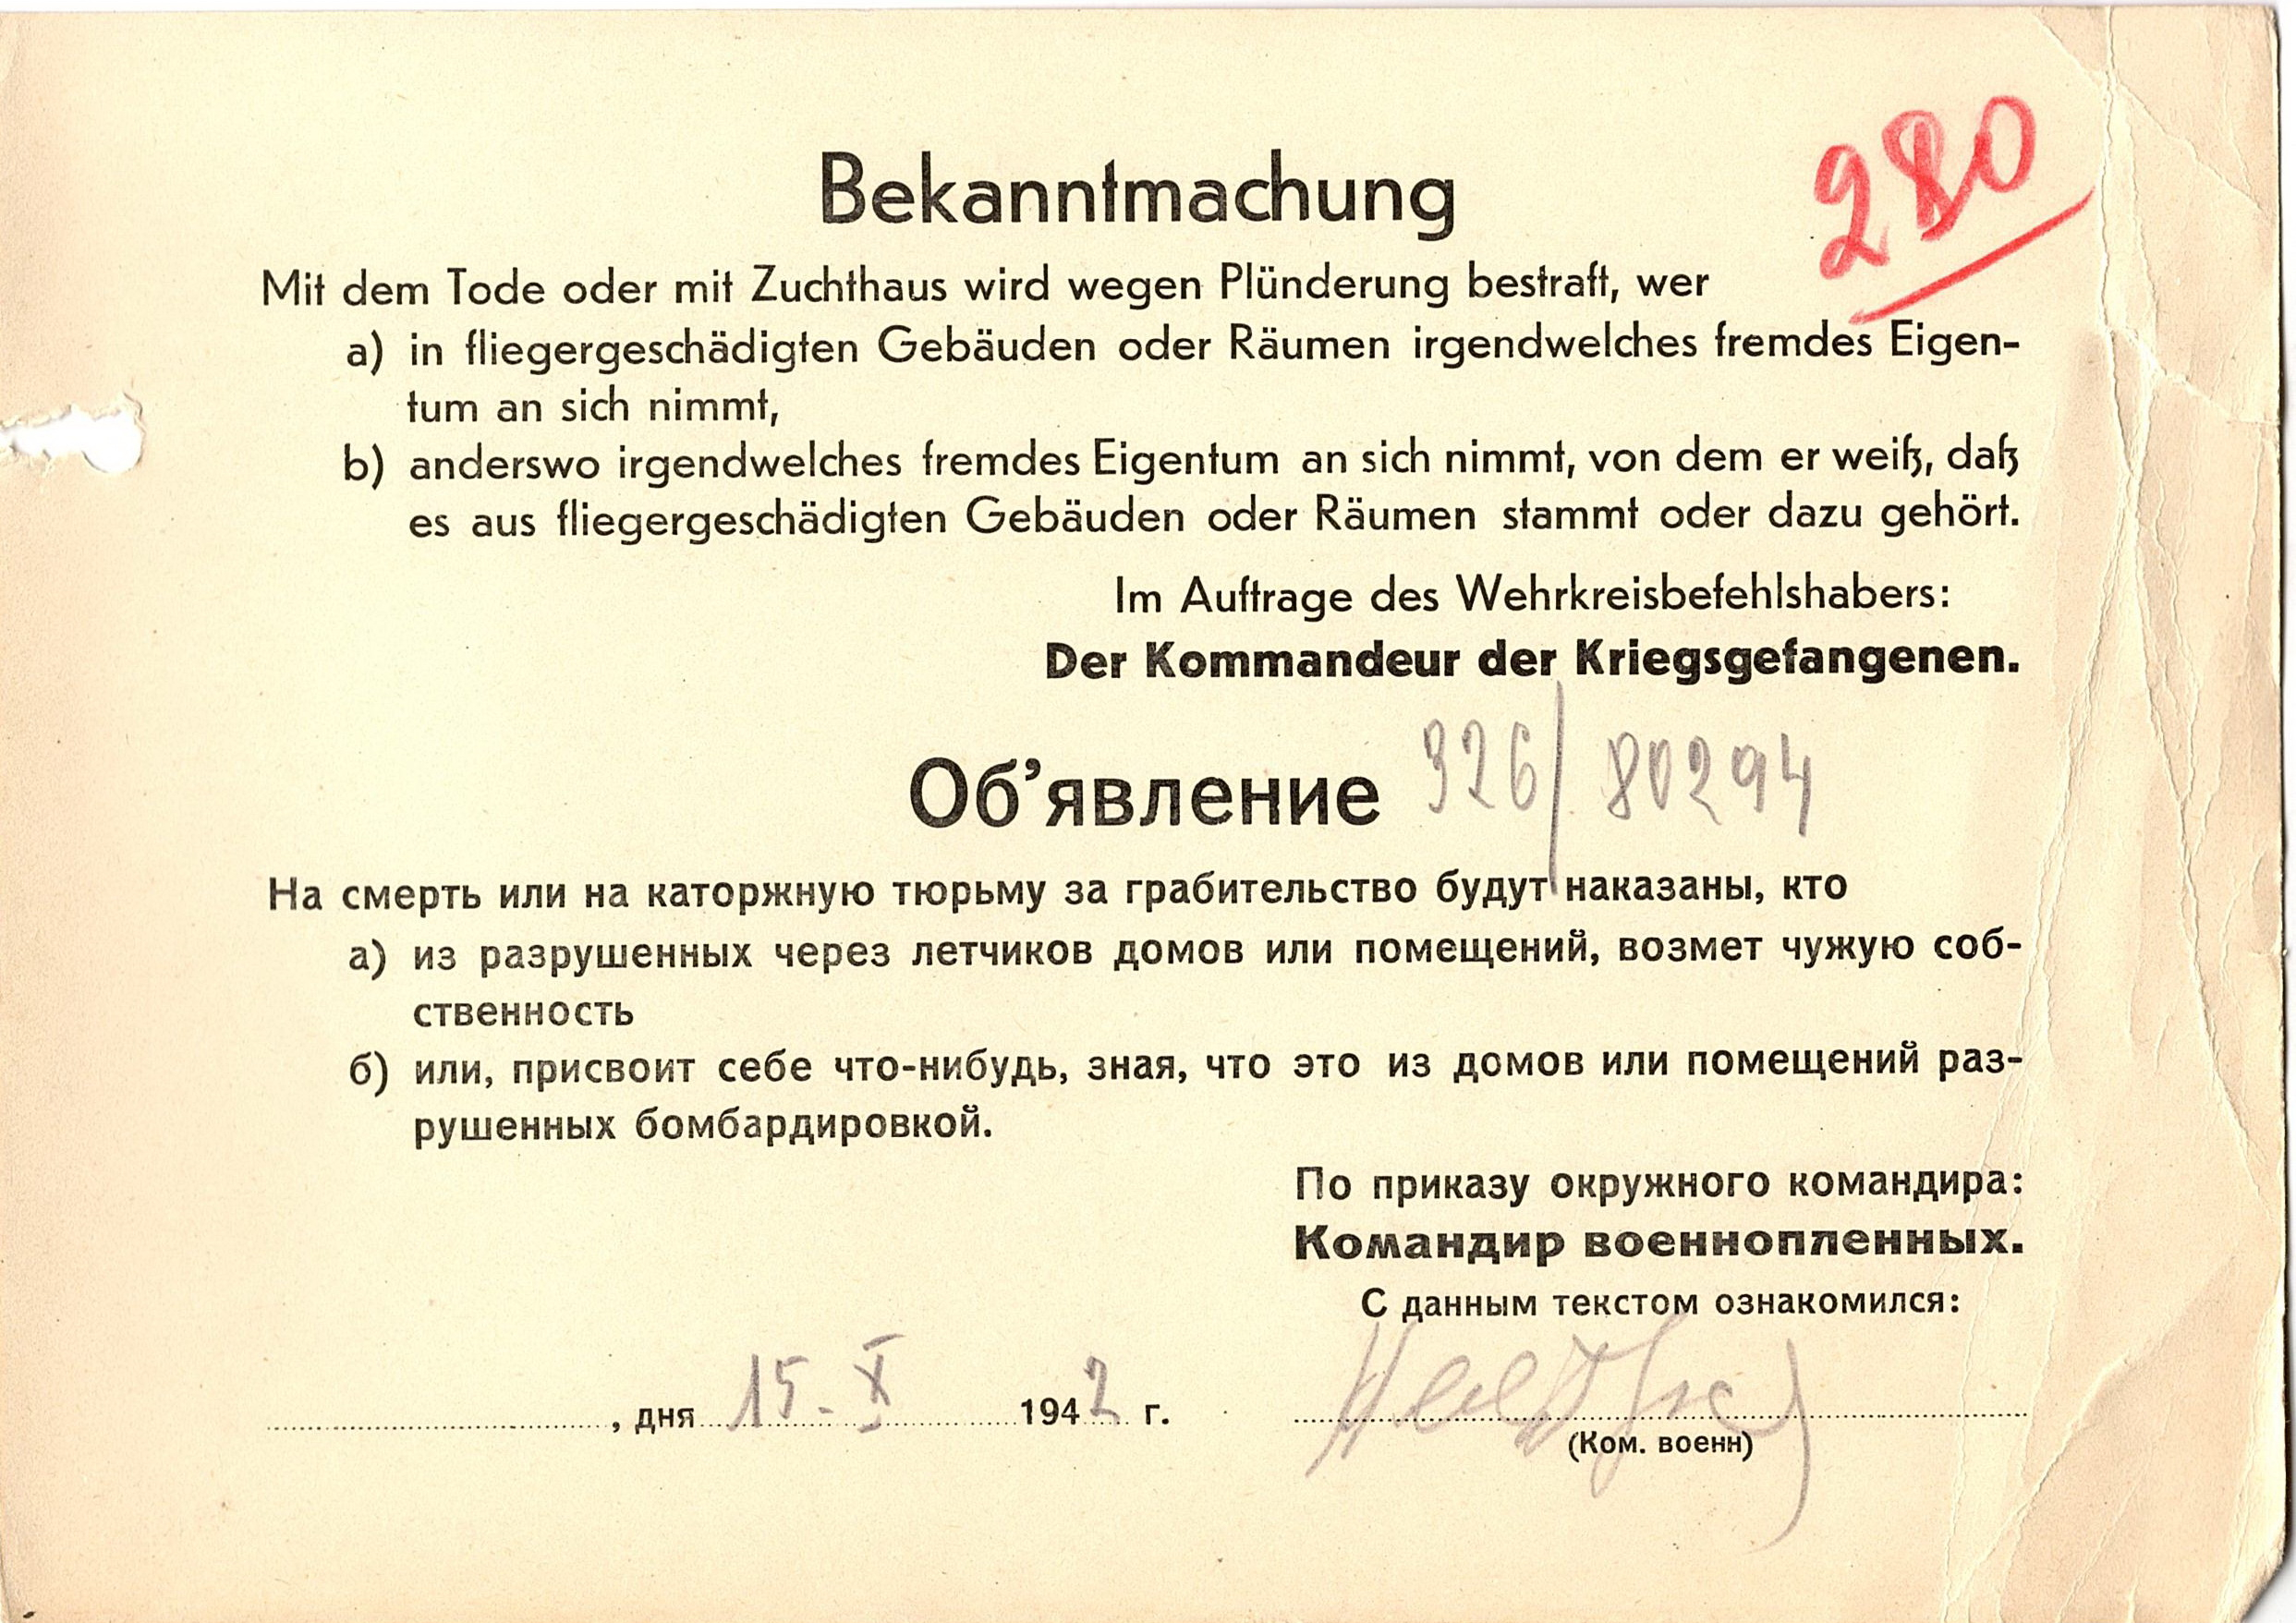 280
Bekanntmachung
Mit dem Tode oder mit Zuchthaus wird wegen Plünderung bestraft, wer
a) in fliegergeschädigten Gebäuden oder Räumen irgendwelches fremdes Eigen-
tum an sich nimmt,
b) anderswo irgendwelches fremdes Eigentum an sich nimmt, von dem er weiß, daß
es aus fliegergeschädigten Gebäuden oder Räumen stammt oder dazu gehört.
Im Auftrage des Wehrkreisbefehlshabers:
Der Kommandeur der Kriegsgefangenen.
Об’явление 326/80294
На смерть или на каторжную тюрьму за грабительство будут наказаны, кто
а) из разрушенных через летчиков домов или помещений, возмет чужую соб-
ственность
б) или, присвоит себе что-нибудь, зная, что это из домов или помещений раз-
рушенных бомбардировкой.
По приказу окружного командира:
Командир военнопленных.
С данным текстом ознакомился:
, дня 15-X 1942 г.
(Ком. военн)